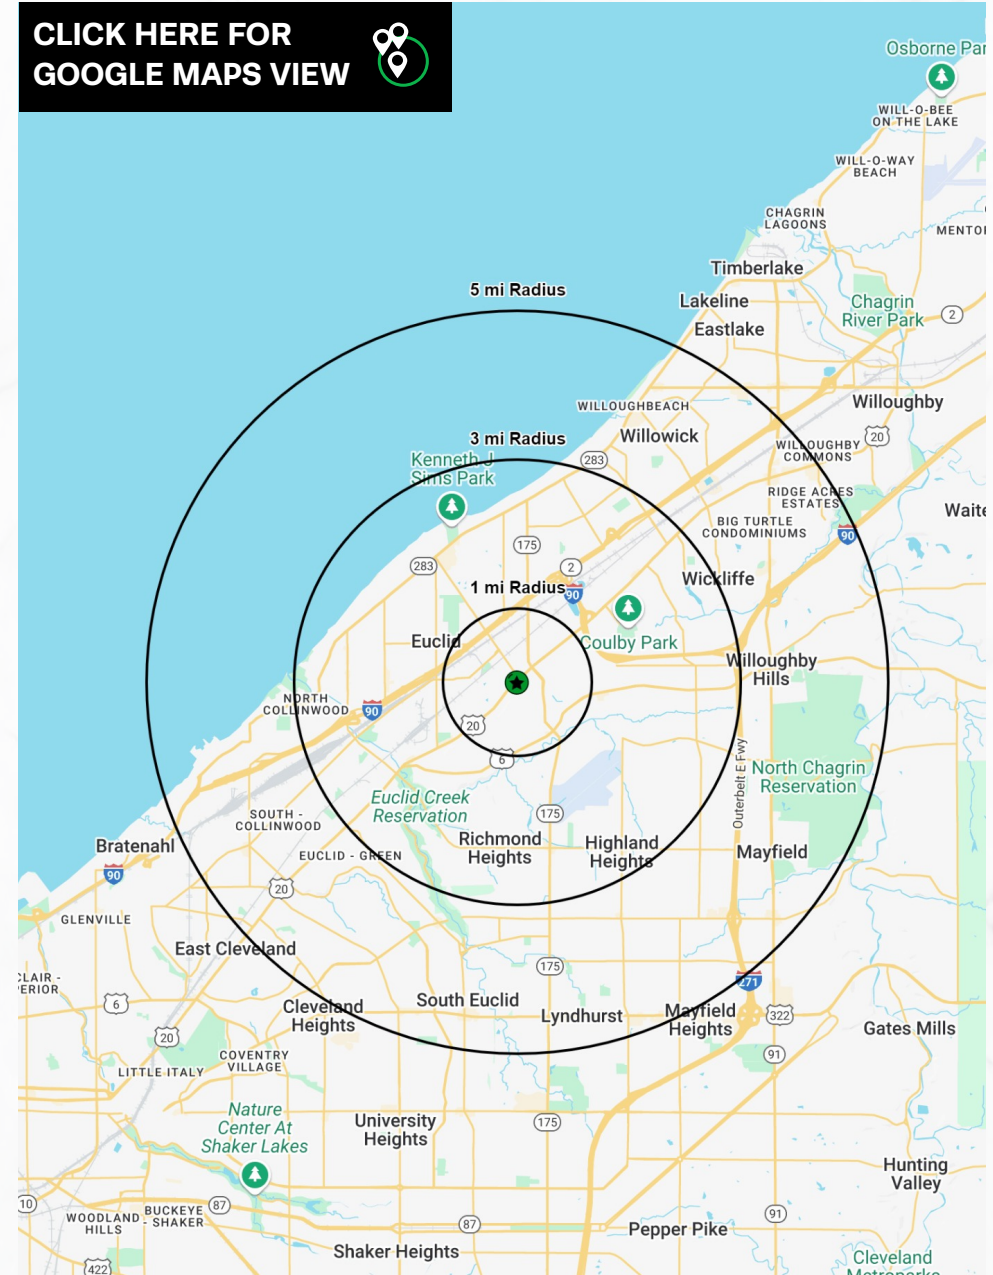 CLICK HERE FOR
GOOGLE MAPS VIEW
Osborne Par
WILL-O-BEE
ON THE LAKE
WILL-O-WAY
BEACH
CHAGRIN
LAGOONS
MENTO
Timberlake
5 mi Radius
Lakeline
Chagrin
River Park
2
Eastlake
WILLOUGHBEACH
Willoughby
3 mi Radius
Willowick
20
WILLOUGHBY
COMMONS
Kenneth J
Sims Park
283
RIDGE ACRES
ESTATES
Waite
BIG TURTLE
CONDOMINIUMS
90
175
283
2
Wickliffe
1 mi Radius
90
Euclid
Coulby Park
Willoughby
Hills
NORTH
COLLINWOOD
90
20
6
Outerbelt E Fwy
North Chagrin
Reservation
Euclid Creek
Reservation
175
SOUTH -
COLLINWOOD
Richmond
Heights
Highland
Heights
Bratenahl
EUCLID - GREEN
Mayfield
90
20
GLENVILLE
East Cleveland
175
CLAIR -
PERIOR
271
6
Cleveland
Heights
South Euclid
Lyndhurst
Mayfield
Heights
322
Gates Mills
20
COVENTRY
VILLAGE
91
LITTLE ITALY
Nature
Center At
Shaker Lakes
University
Heights
175
Hunting
Valley
10
WOODLAND
HILLS
BUCKEYE
- SHAKER
87
87
91
Pepper Pike
Shaker Heights
422
Cleveland
Metroparks